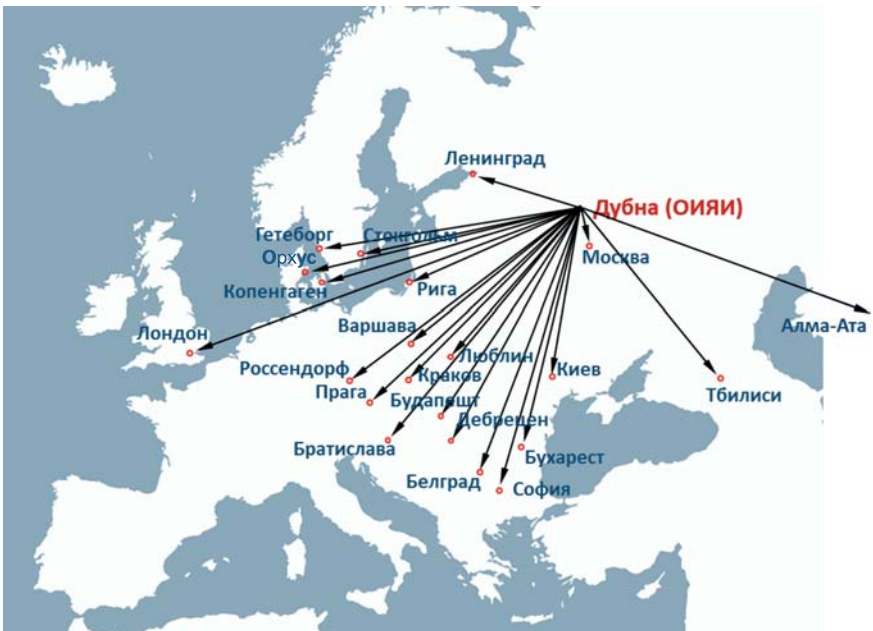 Ленинград
Дубна (ОИЯИ)
Гетеборг
Стокгольм
Орхус
Москва
Копенгаген
Рига
Алма-Ата
Лондон
Варшава
Люблин
Россендорф
Краков
Киев
Прага
Будапешт
Тбилиси
Дебрецен
Братислава
Бухарест
Белград
София